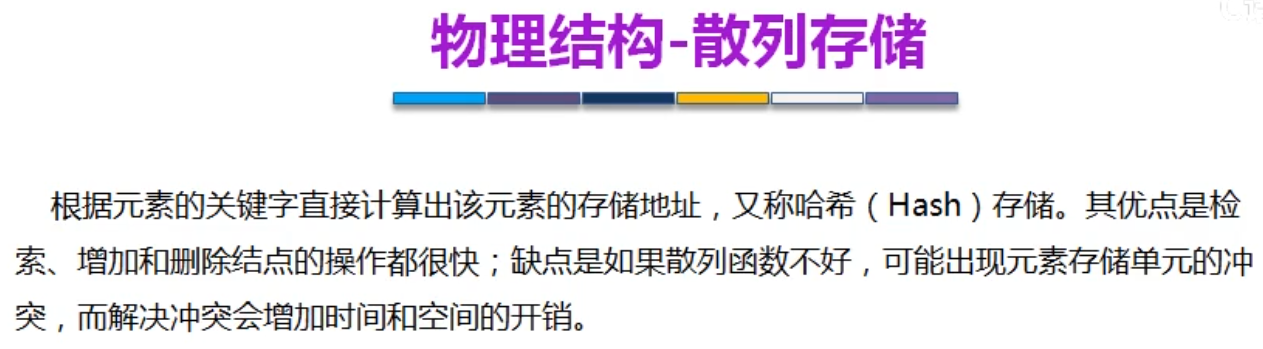 物理结构-散列存储
根据元素的关键字直接计算出该元素的存储地址，又称哈希（Hash）存储。其优点是检
索、增加和删除结点的操作都很快；缺点是如果散列函数不好，可能出现元素存储单元的冲
突，而解决冲突会增加时间和空间的开销。